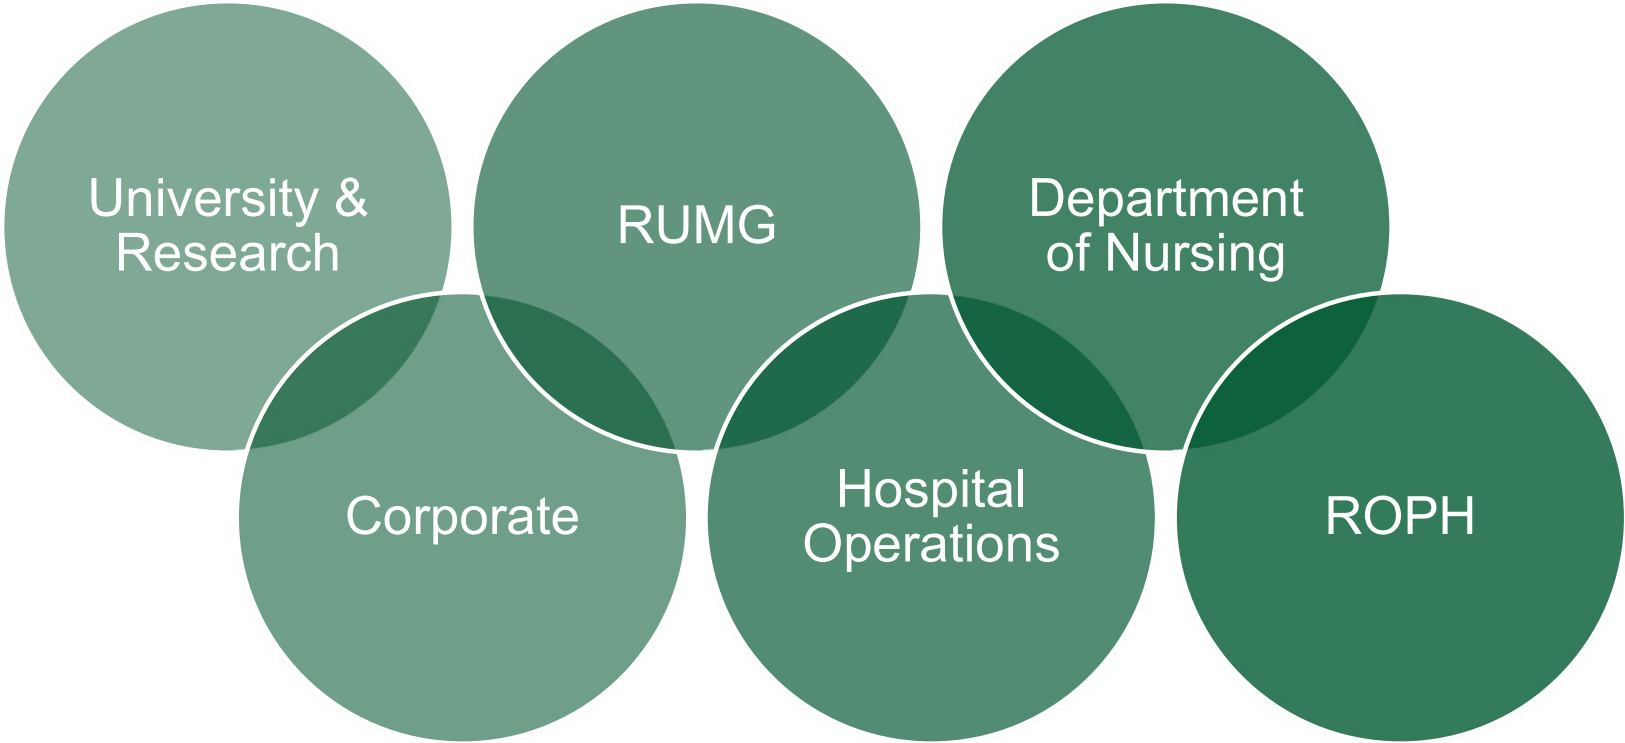 University &
Research
RUMG
Department
of Nursing
Corporate
Hospital
Operations
ROPH